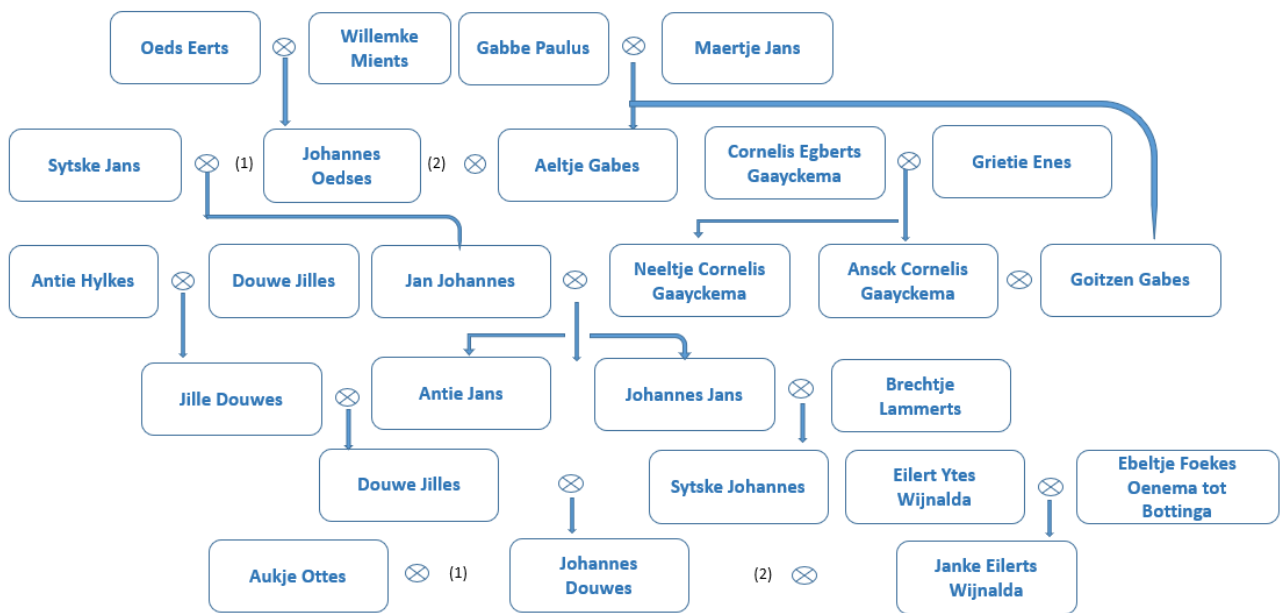 Oeds Eerts
Willemke
Mients
Gabbe Paulus
Maertje Jans
Sytske Jans
(1)
Johannes
Oedses
(2)
Aeltje Gabes
Cornelis Egberts
Gaayckema
Grietie Enes
Antie Hylkes
Douwe Jilles
Jan Johannes
Neeltje Cornelis
Gaayckema
Ansck Cornelis
Gaayckema
Goitzen Gabes
Jille Douwes
Antie Jans
Johannes Jans
Brechtje
Lammerts
Douwe Jilles
Sytske Johannes
Eilert Ytes
Wijnalda
Ebeltje Foekes
Oenema tot
Bottinga
Aukje Ottes
(1)
Johannes
Douwes
(2)
Janke Eilerts
Wijnalda